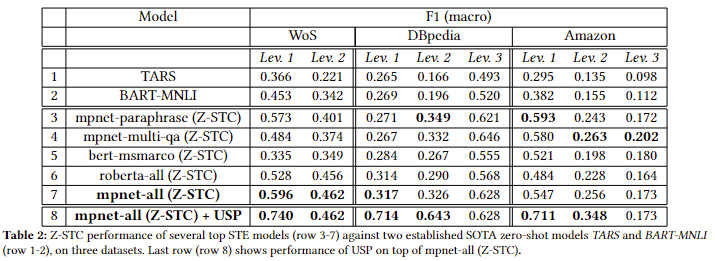 Model F1 (macro)
WoS DBpedia Amazon
Lev. 1 Lev. 2 Lev. 1 Lev. 2 Lev. 3 Lev. 1 Lev. 2 Lev. 3
1 TARS 0.366 0.221 0.265 0.166 0.493 0.295 0.135 0.098
2 BART-MNLI 0.453 0.342 0.269 0.196 0.520 0.382 0.155 0.112
3 mpnet-paraphrase (Z-STC) 0.573 0.401 0.271 0.349 0.621 0.593 0.243 0.172
4 mpnet-multi-qa (Z-STC) 0.484 0.374 0.267 0.332 0.646 0.580 0.263 0.202
5 bert-msmarco (Z-STC) 0.335 0.349 0.284 0.267 0.555 0.521 0.198 0.180
6 roberta-all (Z-STC) 0.528 0.456 0.314 0.290 0.568 0.484 0.228 0.164
7 mpnet-all (Z-STC) 0.596 0.462 0.317 0.326 0.628 0.547 0.256 0.173
8 mpnet-all (Z-STC) + USP 0.740 0.462 0.714 0.643 0.628 0.711 0.348 0.173
Table 2: Z-STC performance of several top STE models (row 3-7) against two established SOTA zero-shot models TARS and BART-MNLI
(row 1-2), on three datasets. Last row (row 8) shows performance of USP on top of mpnet-all (Z-STC).